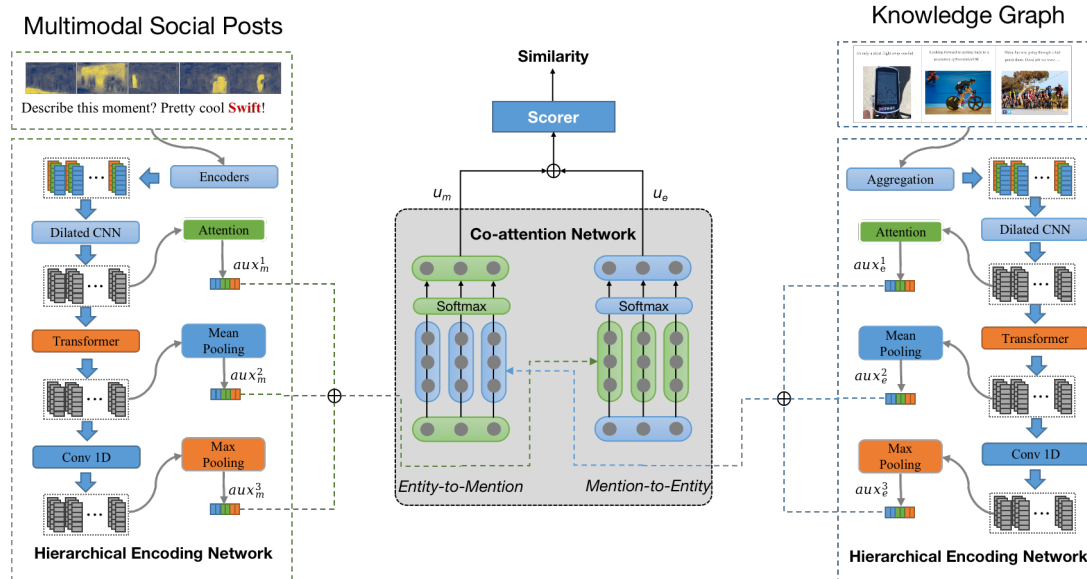 Multimodal Social Posts
Describe this moment? Pretty cool Swift!
Encoders
Dilated CNN
Attention
aux_m^1
Transformer
Mean
Pooling
aux_m^2
Conv 1D
Max
Pooling
aux_m^3
Hierarchical Encoding Network
Similarity
Scorer
u_m
u_e
Co-attention Network
Softmax
Softmax
Entity-to-Mention
Mention-to-Entity
Knowledge Graph
Aggregation
Dilated CNN
Attention
aux_e^1
Transformer
Mean
Pooling
aux_e^2
Conv 1D
Max
Pooling
aux_e^3
Hierarchical Encoding Network